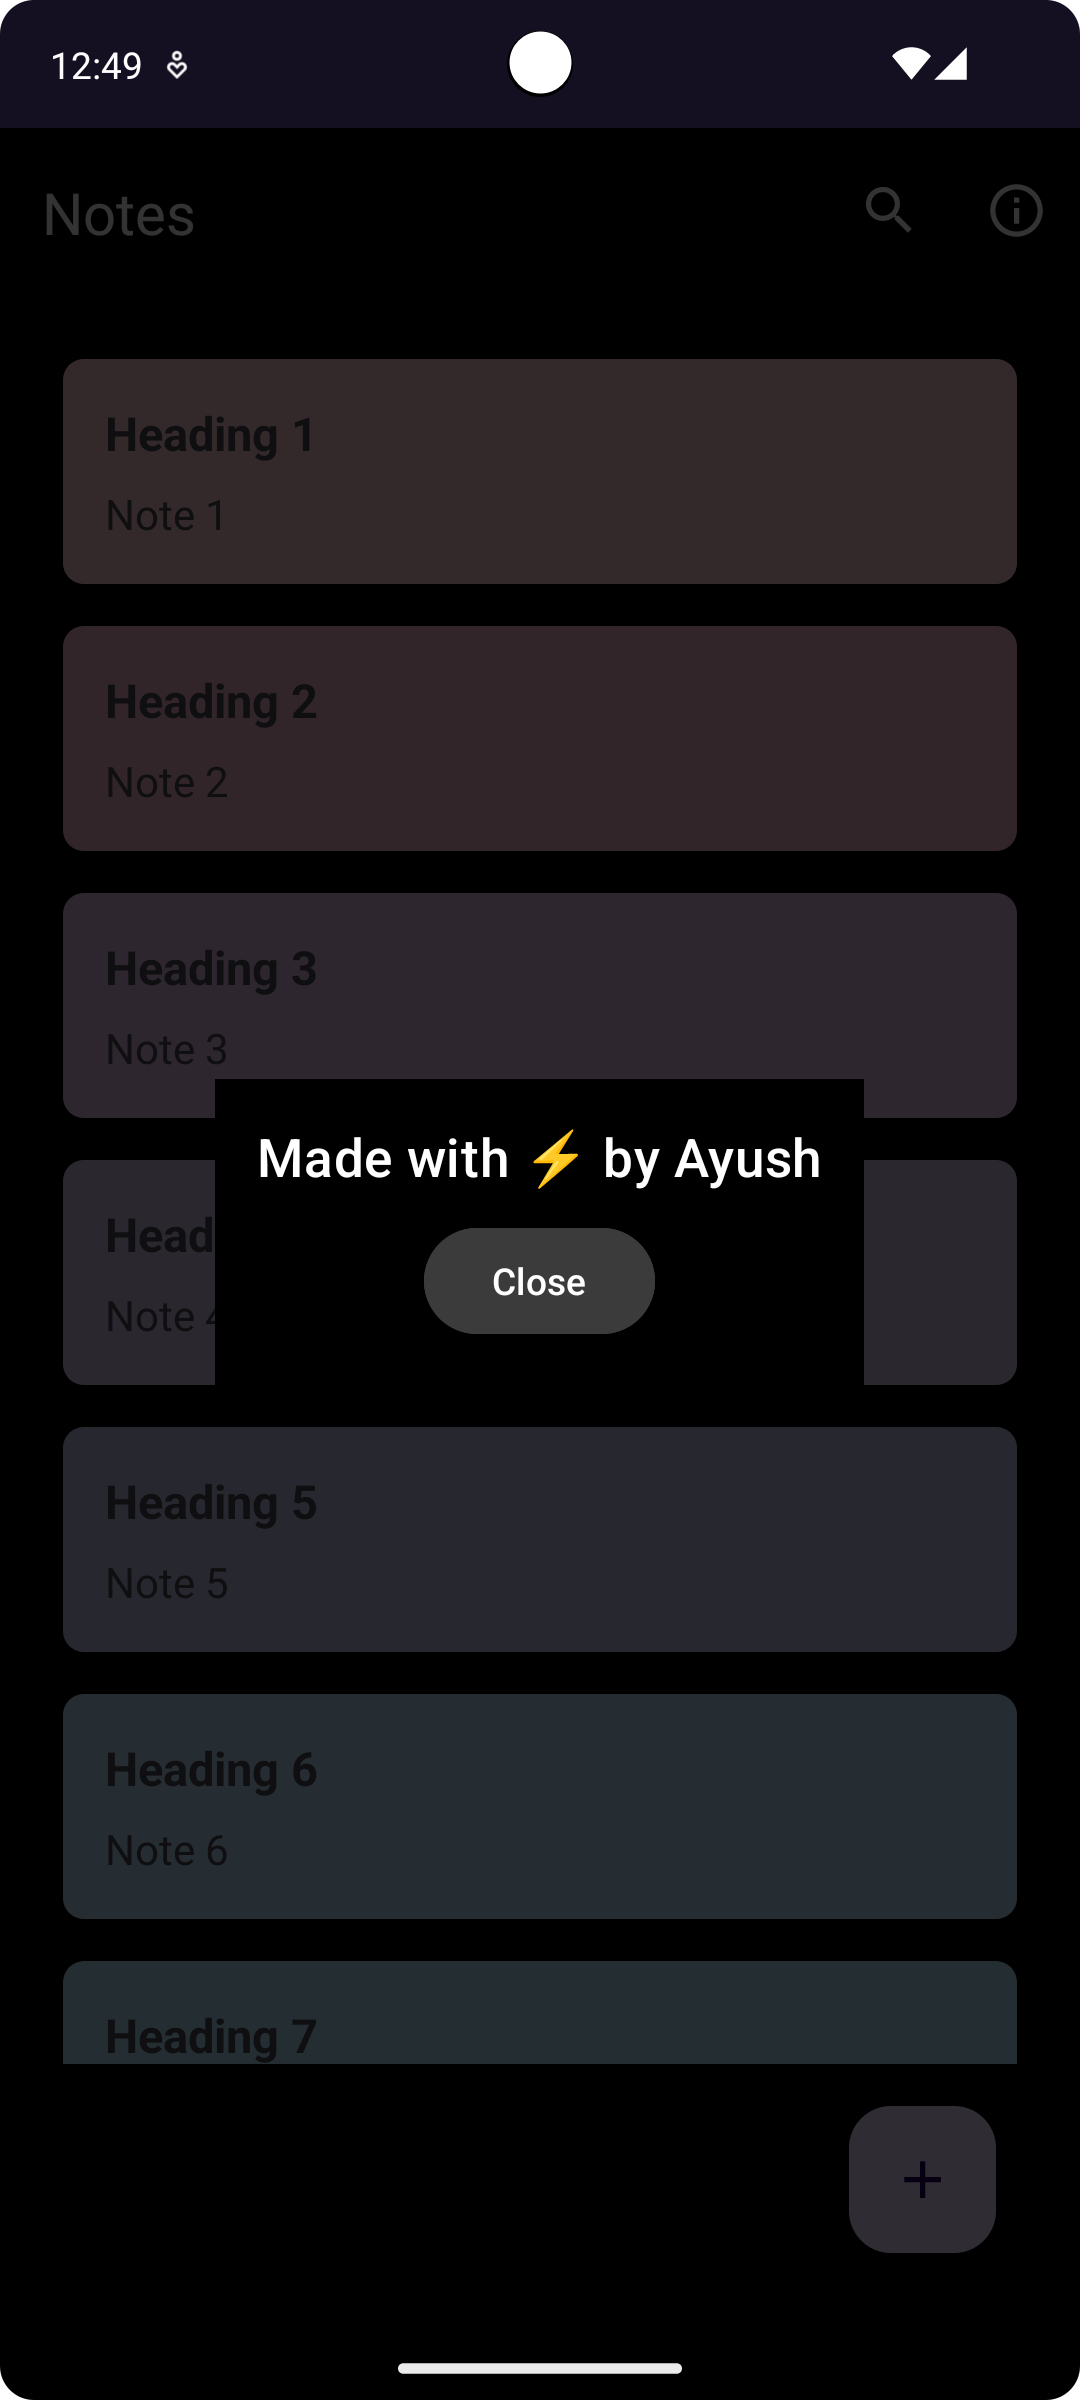 12:49
Notes
Heading 1
Note 1
Heading 2
Note 2
Heading 3
Note 3
Made with ⚡ by Ayush
Head
Close
Note 4
Heading 5
Note 5
Heading 6
Note 6
Heading 7